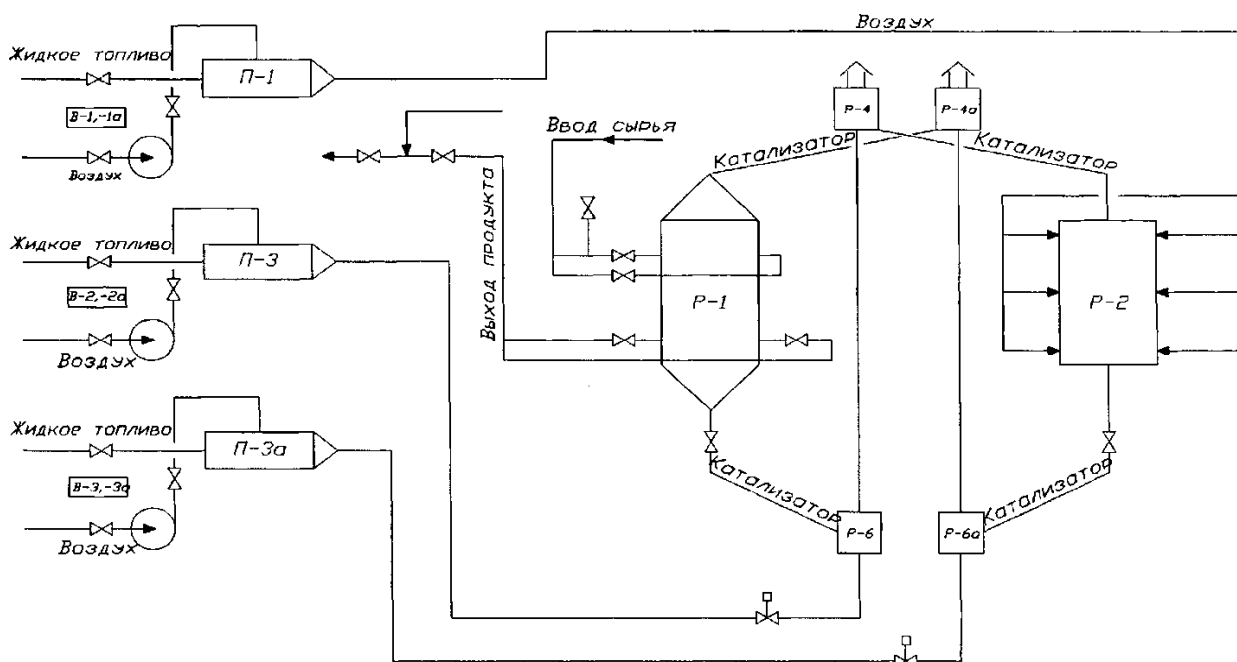 Воздух
Жидкое топливо
П-1
В-1,-1а
Воздух
Р-4
Р-4а
Ввод сырья
Катализатор
Катализатор
Жидкое топливо
П-3
В-2,-2а
Воздух
Выход продукта
Р-1
Р-2
Жидкое топливо
П-3а
В-3,-3а
Воздух
Катализатор
Катализатор
Р-6
Р-6а